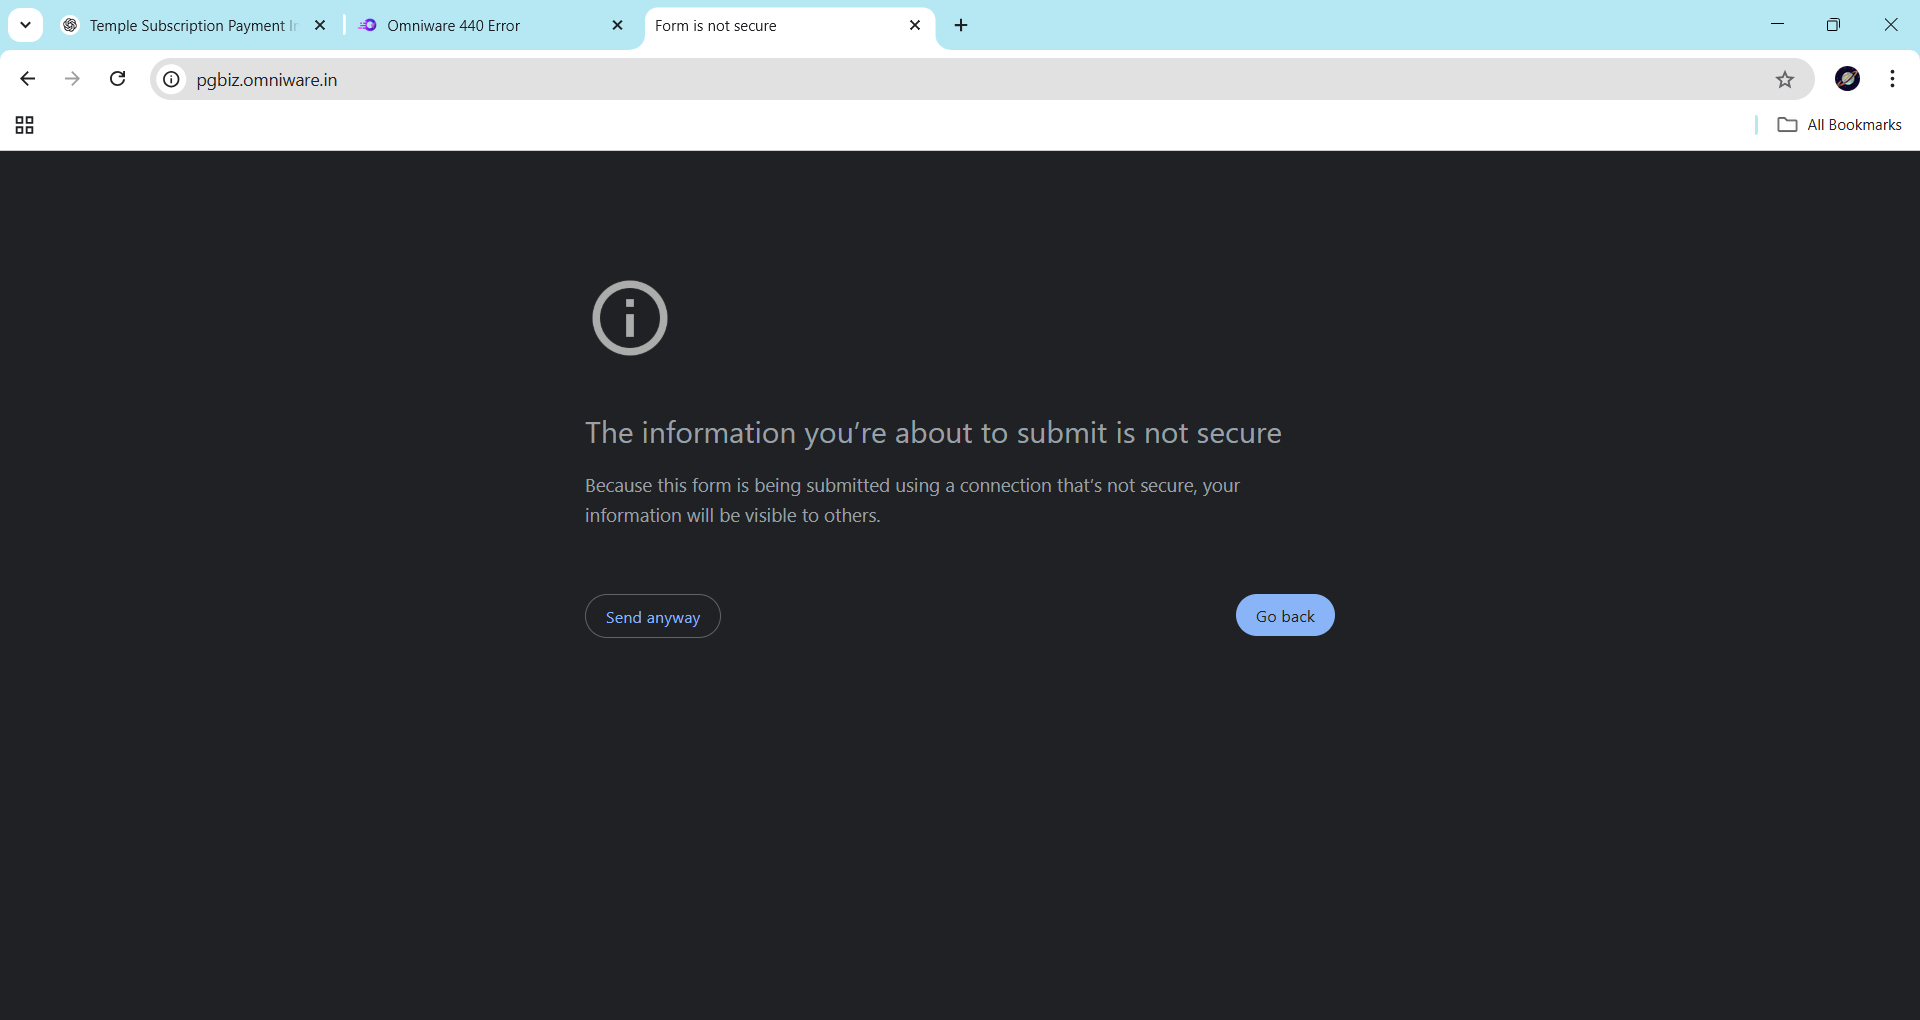 Temple Subscription Payment Ir
Omniware 440 Error
Form is not secure
pgbiz.omniware.in
All Bookmarks
The information you’re about to submit is not secure
Because this form is being submitted using a connection that’s not secure, your
information will be visible to others.
Send anyway
Go back